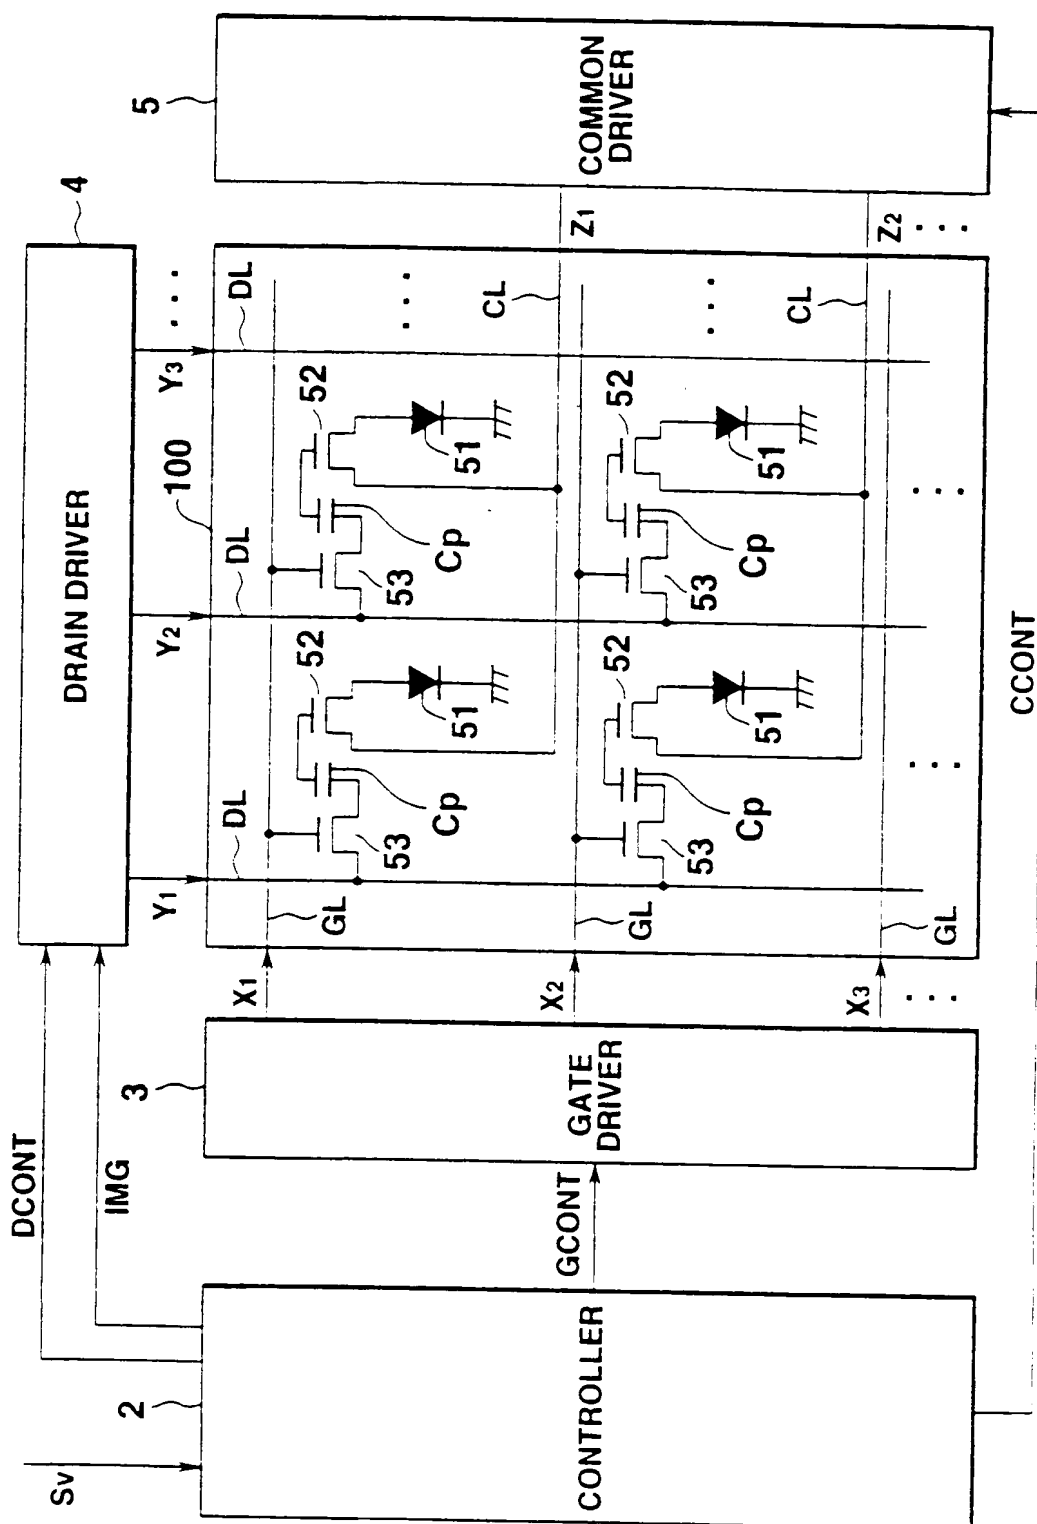 Sv
2
CONTROLLER
DCONT
IMG
GCONT
CCONT
3
GATE
DRIVER
DRAIN DRIVER
4
5
COMMON
DRIVER
100
Y1
Y2
Y3
...
DL
DL
DL
X1
X2
X3
...
GL
GL
GL
53
Cp
52
51
53
Cp
52
51
...
CL
Z1
53
Cp
52
51
53
Cp
52
51
...
CL
Z2
...
...
...
...